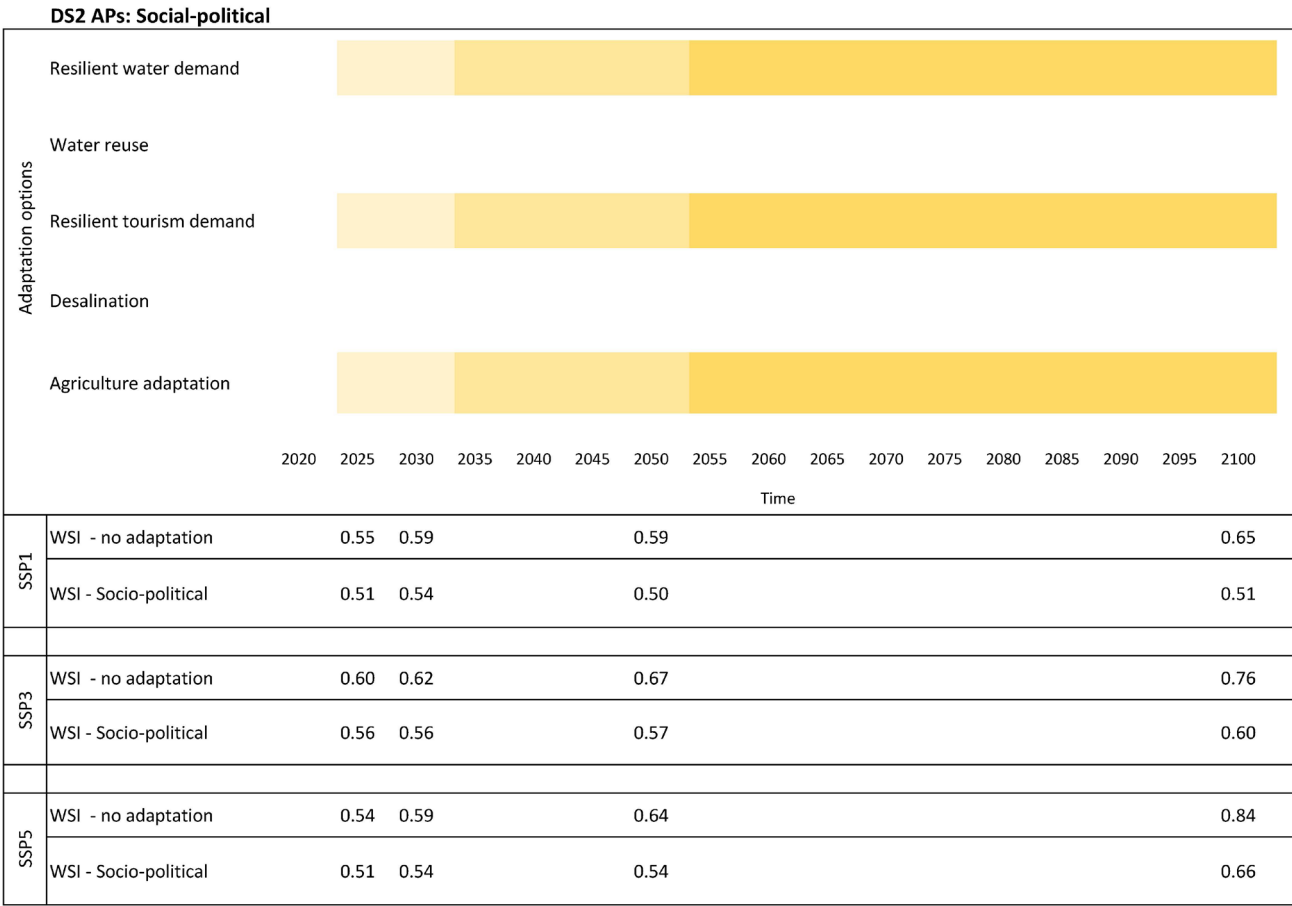 DS2 APs: Social-political
Adaptation options
Resilient water demand
Water reuse
Resilient tourism demand
Desalination
Agriculture adaptation
2020 2025 2030 2035 2040 2045 2050 2055 2060 2065 2070 2075 2080 2085 2090 2095 2100
Time
SSP1
WSI - no adaptation 0.55 0.59 0.59 0.65
WSI - Socio-political 0.51 0.54 0.50 0.51
SSP3
WSI - no adaptation 0.60 0.62 0.67 0.76
WSI - Socio-political 0.56 0.56 0.57 0.60
SSP5
WSI - no adaptation 0.54 0.59 0.64 0.84
WSI - Socio-political 0.51 0.54 0.54 0.66